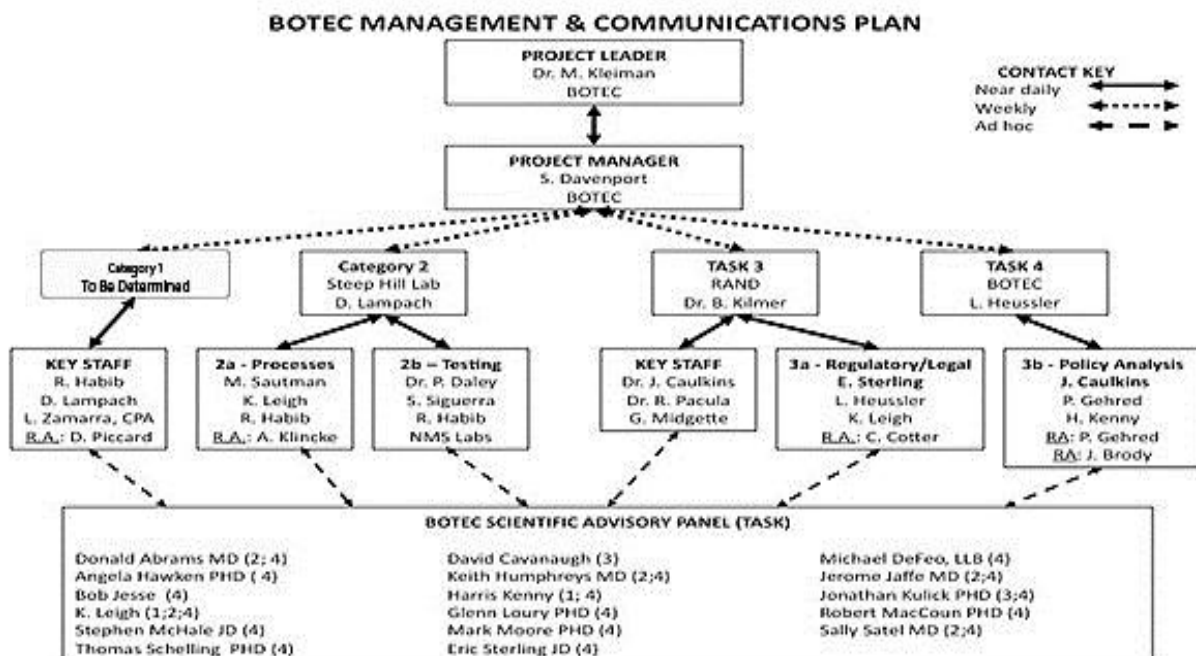 BOTEC MANAGEMENT & COMMUNICATIONS PLAN
PROJECT LEADER
Dr. M. Kleiman
BOTEC
CONTACT KEY
Near daily
Weekly
Ad hoc
PROJECT MANAGER
S. Davenport
BOTEC
Category 1
To Be Determined
Category 2
Steep Hill Lab
D. Lampach
TASK 3
RAND
Dr. B. Kilmer
TASK 4
BOTEC
L. Heussler
KEY STAFF
R. Habib
D. Lampach
L. Zamarra, CPA
R.A.: D. Piccard
2a - Processes
M. Sautman
K. Leigh
R. Habib
R.A.: A. Klincke
2b – Testing
Dr. P. Daley
S. Siguerra
R. Habib
NMS Labs
KEY STAFF
Dr. J. Caulkins
Dr. R. Pacula
G. Midgette
3a - Regulatory/Legal
E. Sterling
L. Heussler
K. Leigh
R.A.: C. Cotter
3b - Policy Analysis
J. Caulkins
P. Gehred
H. Kenny
RA: P. Gehred
RA: J. Brody
BOTEC SCIENTIFIC ADVISORY PANEL (TASK)
Donald Abrams MD (2; 4)
Angela Hawken PHD ( 4)
Bob Jesse (4)
K. Leigh (1;2;4)
Stephen McHale JD (4)
Thomas Schelling PHD (4)
David Cavanaugh (3)
Keith Humphreys MD (2;4)
Harris Kenny (1; 4)
Glenn Loury PHD (4)
Mark Moore PHD (4)
Eric Sterling JD (4)
Michael DeFeo, LLB (4)
Jerome Jaffe MD (2;4)
Jonathan Kulick PHD (3;4)
Robert MacCoun PHD (4)
Sally Satel MD (2;4)